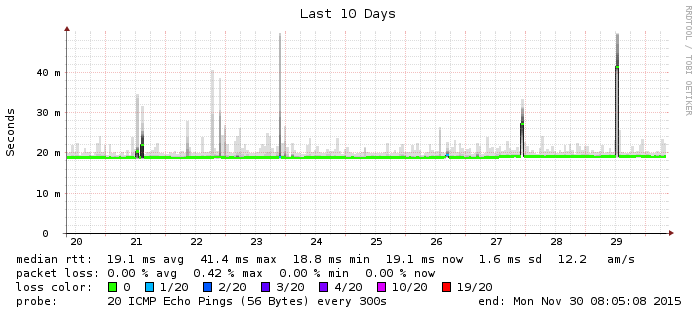 Last 10 Days
RRDTOOL / TOBI OETIKER
Seconds
40 m
30 m
20 m
10 m
0
20 21 22 23 24 25 26 27 28 29
median rtt: 19.1 ms avg 41.4 ms max 18.8 ms min 19.1 ms now 1.6 ms sd 12.2 am/s
packet loss: 0.00 % avg 0.42 % max 0.00 % min 0.00 % now
loss color: 0 1/20 2/20 3/20 4/20 10/20 19/20
probe: 20 ICMP Echo Pings (56 Bytes) every 300s end: Mon Nov 30 08:05:08 2015